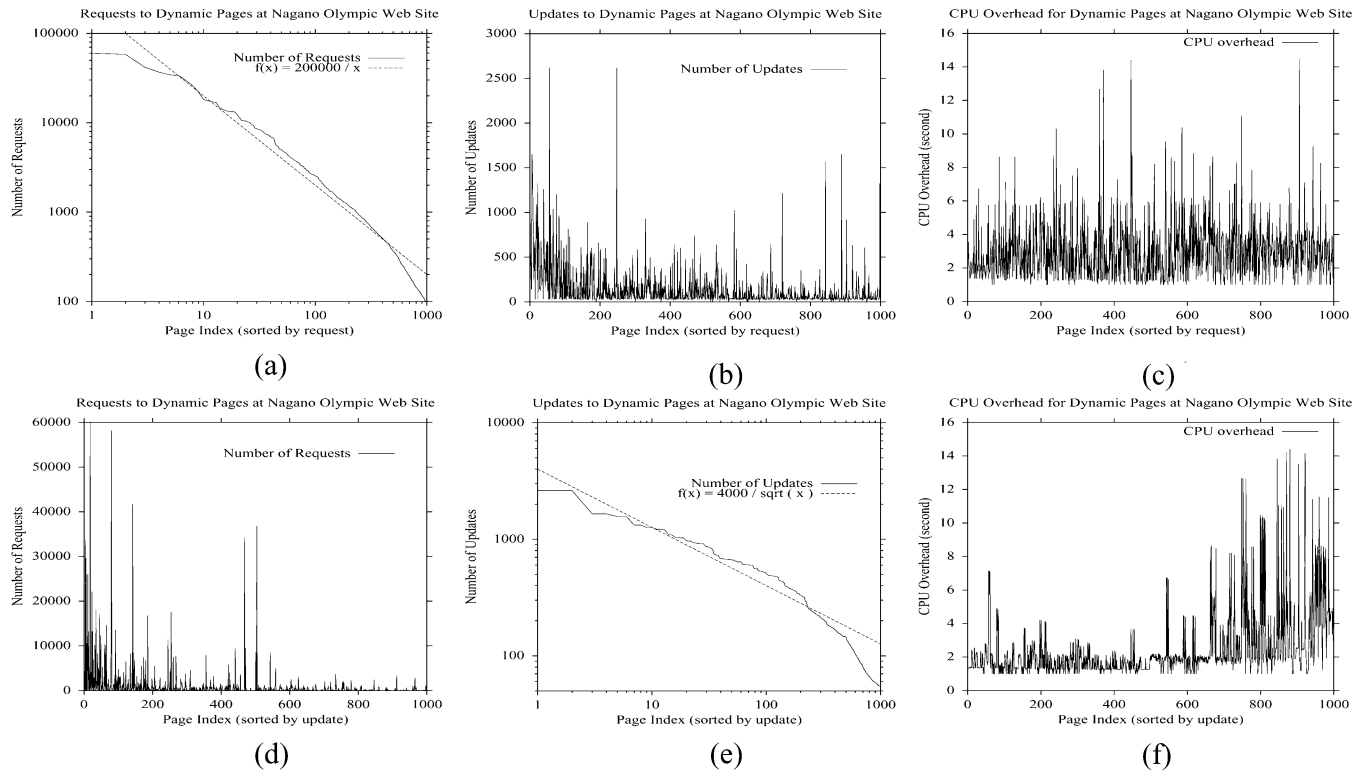 Requests to Dynamic Pages at Nagano Olympic Web Site
100000
10000
1000
100
Number of Requests
Number of Requests
f(x) = 200000 / x
1 10 100 1000
Page Index (sorted by request)
(a)
Updates to Dynamic Pages at Nagano Olympic Web Site
3000
2500
2000
1500
1000
500
0
Number of Updates
Number of Updates
0 200 400 600 800 1000
Page Index (sorted by request)
(b)
CPU Overhead for Dynamic Pages at Nagano Olympic Web Site
16
14
12
10
8
6
4
2
0
CPU Overhead (second)
CPU overhead
0 200 400 600 800 1000
Page Index (sorted by request)
(c)
Requests to Dynamic Pages at Nagano Olympic Web Site
60000
50000
40000
30000
20000
10000
0
Number of Requests
Number of Requests
0 200 400 600 800 1000
Page Index (sorted by update)
(d)
Updates to Dynamic Pages at Nagano Olympic Web Site
10000
1000
100
Number of Updates
Number of Updates
f(x) = 4000 / sqrt ( x )
1 10 100 1000
Page Index (sorted by update)
(e)
CPU Overhead for Dynamic Pages at Nagano Olympic Web Site
16
14
12
10
8
6
4
2
0
CPU Overhead (second)
CPU overhead
0 200 400 600 800 1000
Page Index (sorted by update)
(f)